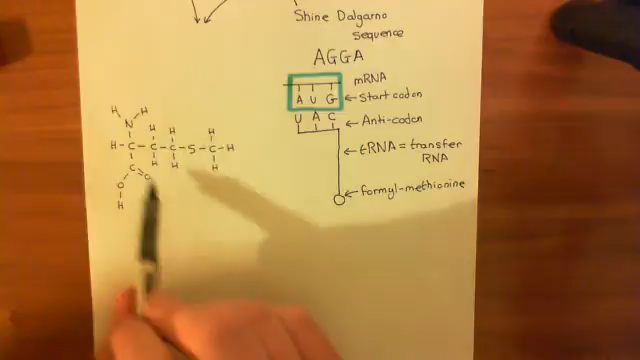 Shine Dalgarno
sequence
AGGA
mRNA
A U G ← Start codon
U A C ← Anti-codon
← tRNA = transfer
RNA
← formyl-methionine
H H
N H H H
H-C-C-C-S-C-H
C H H H
O O
H